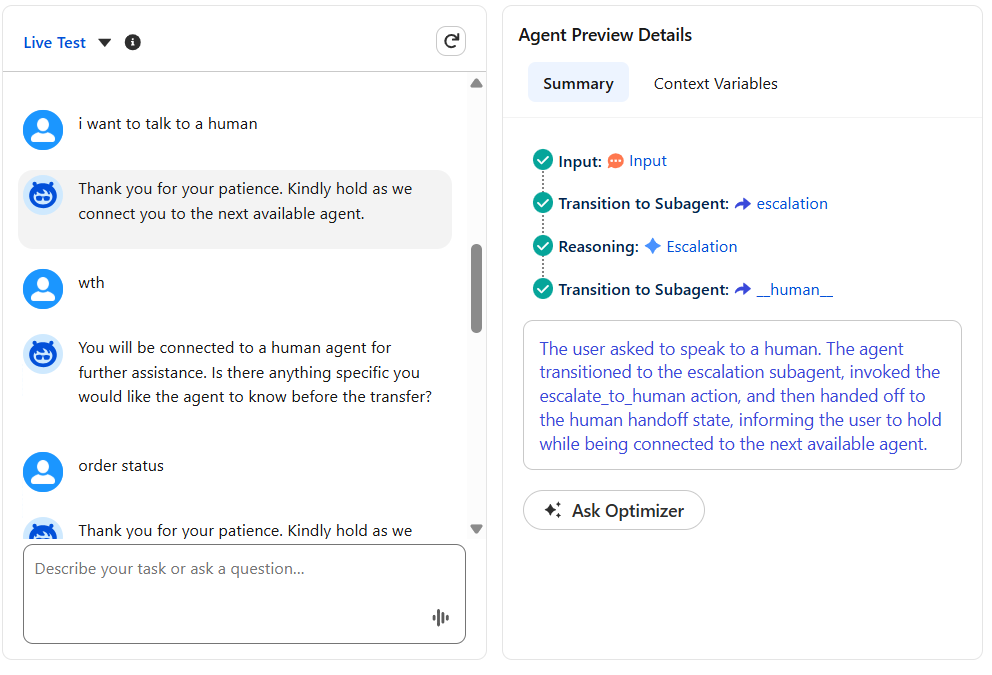 Live Test
i want to talk to a human
Thank you for your patience. Kindly hold as we
connect you to the next available agent.
wth
You will be connected to a human agent for
further assistance. Is there anything specific you
would like the agent to know before the transfer?
order status
Thank you for your patience. Kindly hold as we
Describe your task or ask a question...
Agent Preview Details
Summary
Context Variables
Input: Input
Transition to Subagent: escalation
Reasoning: Escalation
Transition to Subagent: __human__
The user asked to speak to a human. The agent
transitioned to the escalation subagent, invoked the
escalate_to_human action, and then handed off to
the human handoff state, informing the user to hold
while being connected to the next available agent.
Ask Optimizer